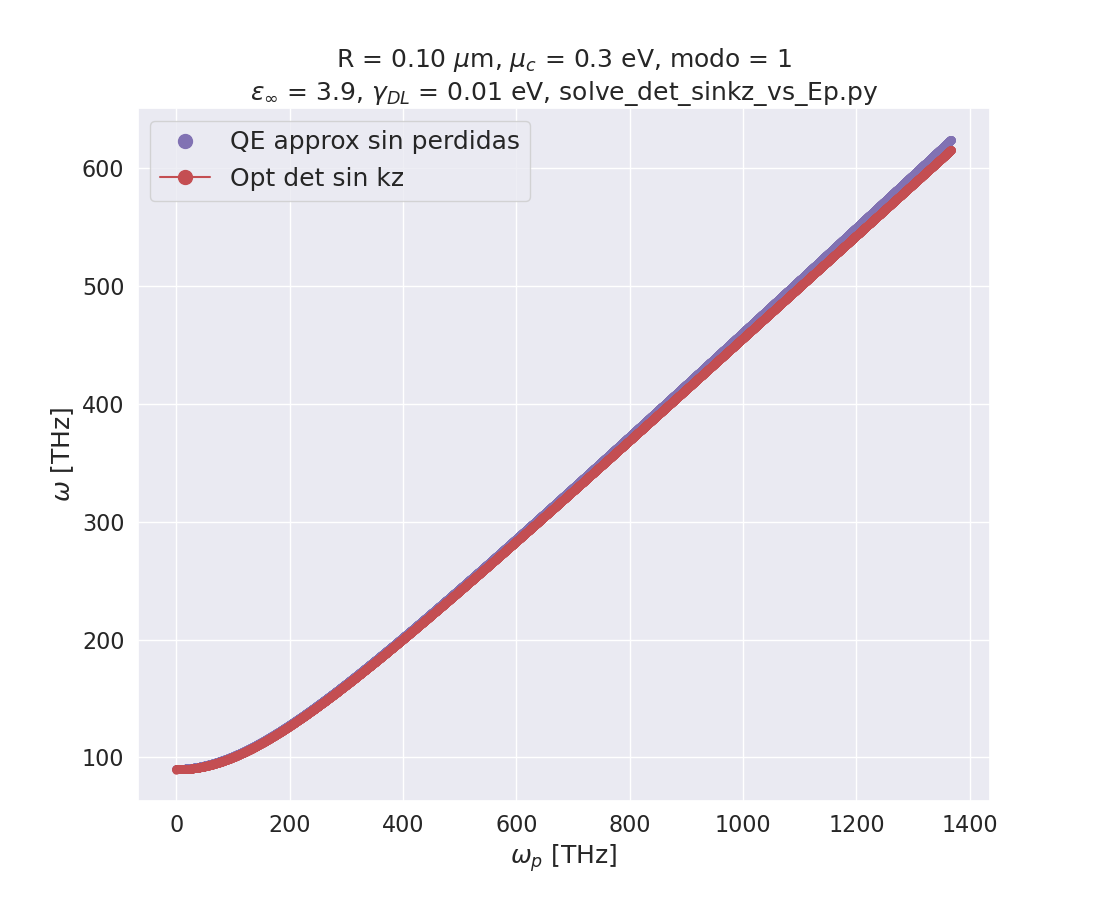 R = 0.10 μm, μ_c = 0.3 eV, modo = 1
ε_∞ = 3.9, γ_DL = 0.01 eV, solve_det_sinkz_vs_Ep.py
QE approx sin perdidas
Opt det sin kz
600
500
400
300
200
100
ω [THz]
0 200 400 600 800 1000 1200 1400
ω_p [THz]